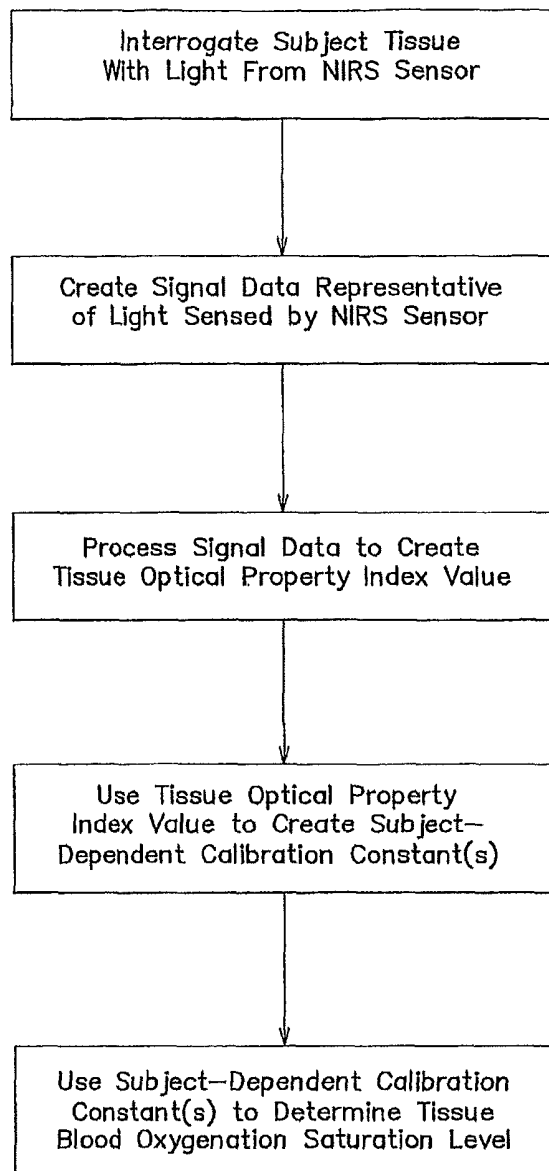 Interrogate Subject Tissue
With Light From NIRS Sensor
Create Signal Data Representative
of Light Sensed by NIRS Sensor
Process Signal Data to Create
Tissue Optical Property Index Value
Use Tissue Optical Property
Index Value to Create Subject—
Dependent Calibration Constant(s)
Use Subject—Dependent Calibration
Constant(s) to Determine Tissue
Blood Oxygenation Saturation Level